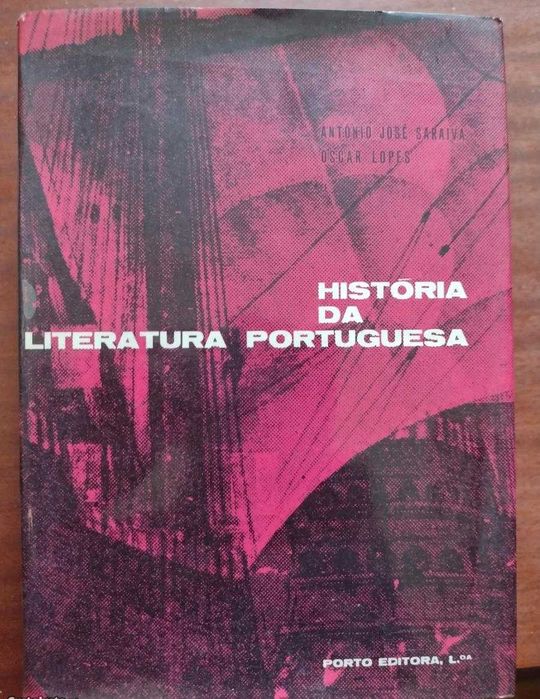 ANTÓNIO JOSÉ SARAIVA
ÓSCAR LOPES
HISTÓRIA
DA
LITERATURA PORTUGUESA
PORTO EDITORA, L.DA